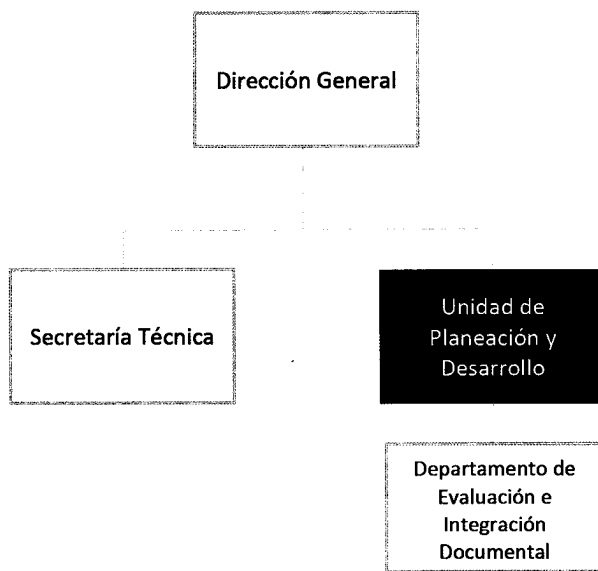 Dirección General
Secretaría Técnica
Unidad de
Planeación y
Desarrollo
Departamento de
Evaluación e
Integración
Documental